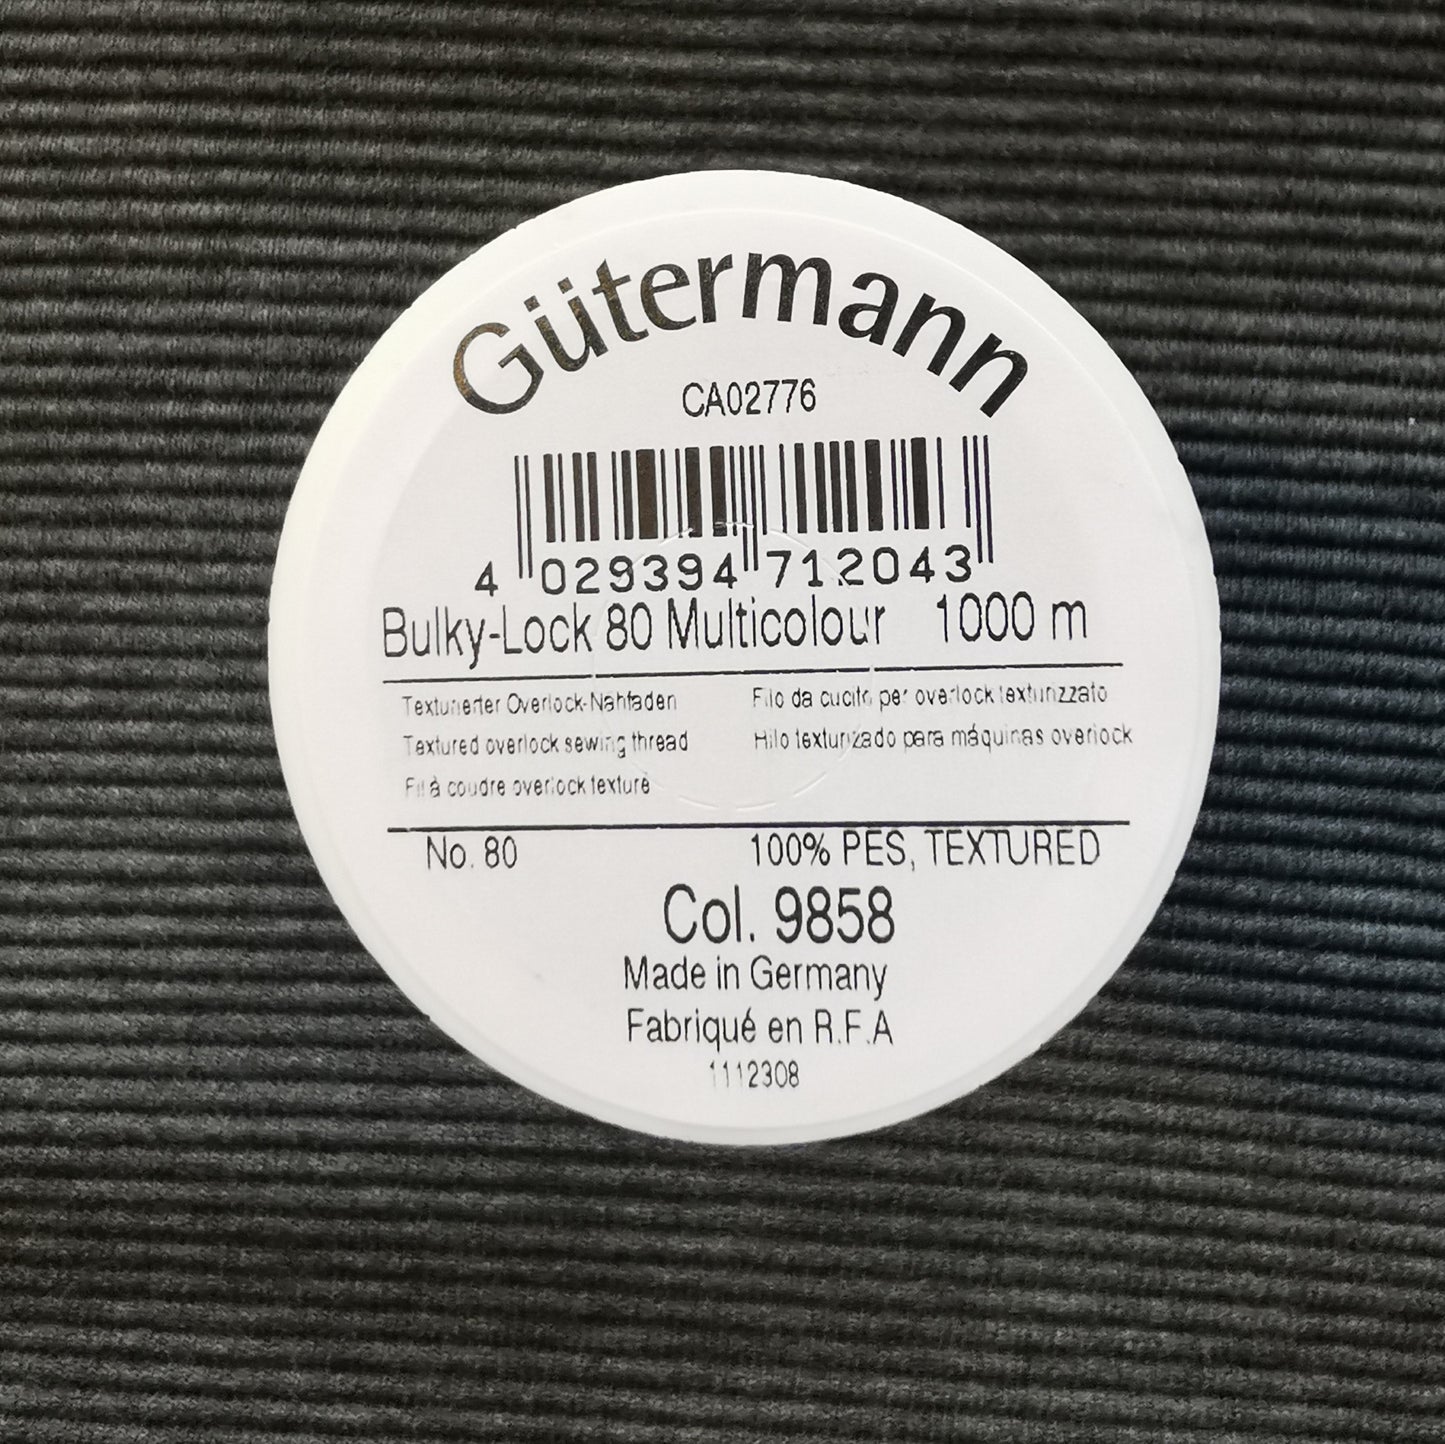 Gütermann
CA02776
4 029394 712043
Bulky-Lock 80 Multicolour 1000 m
Texturierter Overlock-Nähfaden
Textured overlock sewing thread
Fil à coudre overlock texturé
Filo da cucito per overlock texturizzato
Hilo texturizado para máquinas overlock
No. 80 100% PES, TEXTURED
Col. 9858
Made in Germany
Fabriqué en R.F.A
1112308